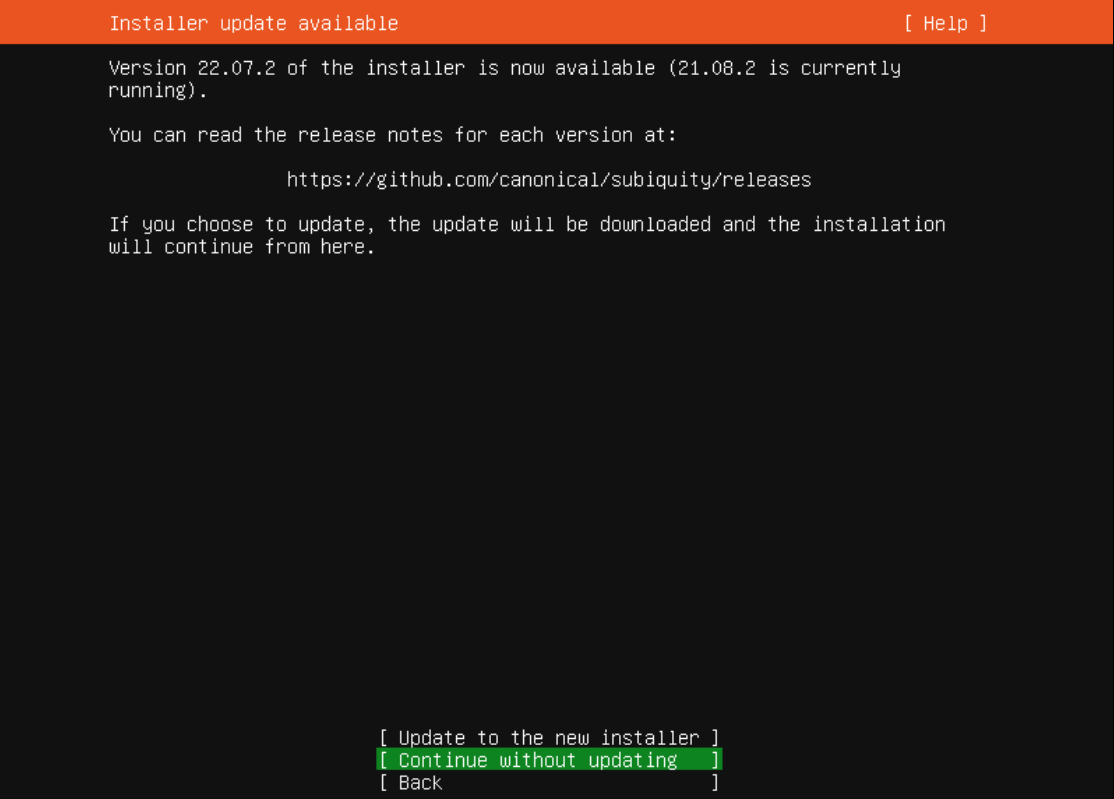 Installer update available [ Help ]
Version 22.07.2 of the installer is now available (21.08.2 is currently
running).
You can read the release notes for each version at:
https://github.com/canonical/subiquity/releases
If you choose to update, the update will be downloaded and the installation
will continue from here.
[ Update to the new installer ]
[ Continue without updating ]
[ Back ]